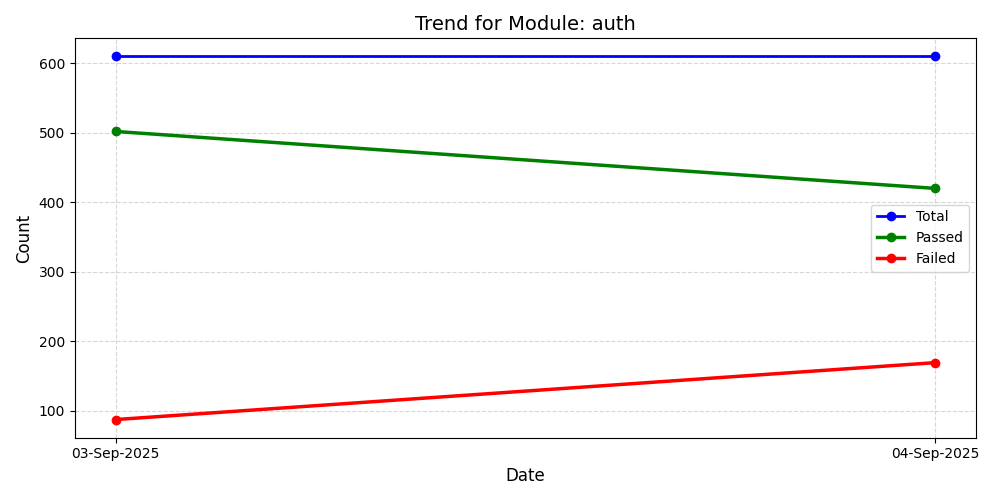 Trend for Module: auth
600
500
400
300
200
100
Count
Total
Passed
Failed
03-Sep-2025
04-Sep-2025
Date